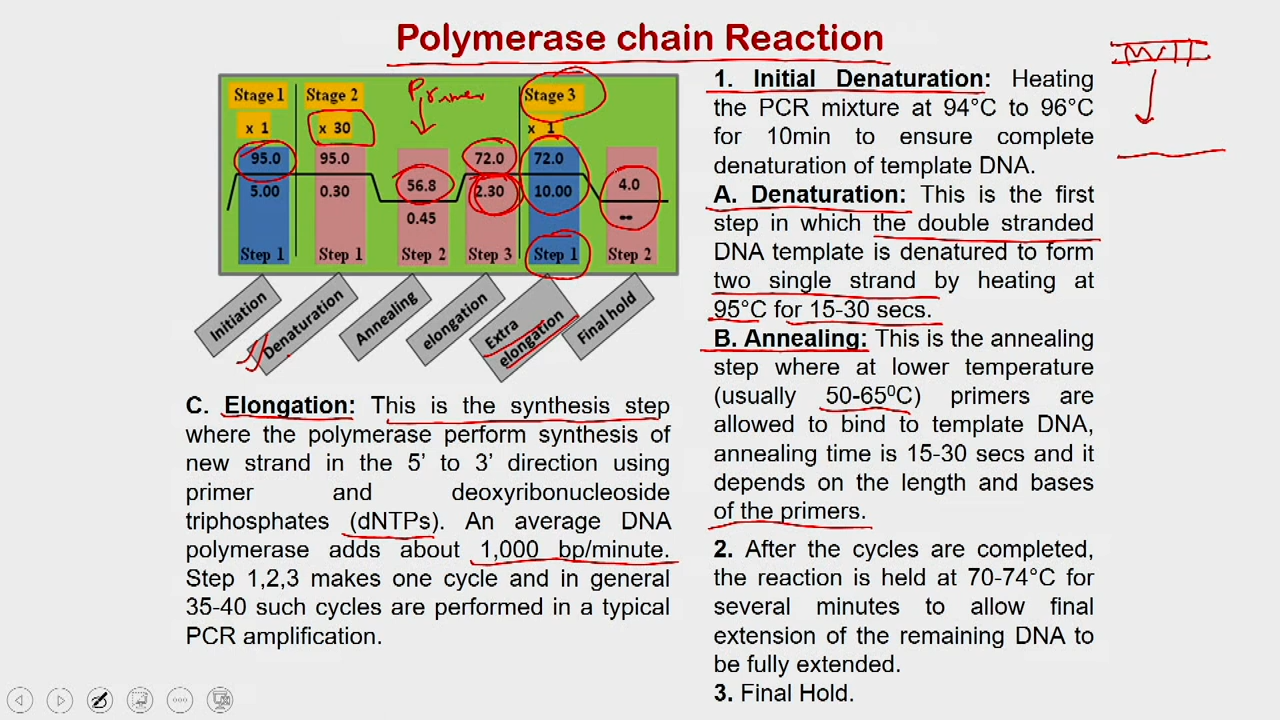 Polymerase chain Reaction
Stage 1
Stage 2
Primer
Stage 3
x 1
x 30
x 1
95.0
95.0
72.0
72.0
56.8
4.0
5.00
0.30
2.30
10.00
0.45
∞
Step 1
Step 1
Step 2
Step 3
Step 1
Step 2
Initiation
Denaturation
Annealing
elongation
Extra
elongation
Final hold
C. Elongation: This is the synthesis step
where the polymerase perform synthesis of
new strand in the 5’ to 3’ direction using
primer and deoxyribonucleoside
triphosphates (dNTPs). An average DNA
polymerase adds about 1,000 bp/minute.
Step 1,2,3 makes one cycle and in general
35-40 such cycles are performed in a typical
PCR amplification.
1. Initial Denaturation: Heating
the PCR mixture at 94°C to 96°C
for 10min to ensure complete
denaturation of template DNA.
A. Denaturation: This is the first
step in which the double stranded
DNA template is denatured to form
two single strand by heating at
95°C for 15-30 secs.
B. Annealing: This is the annealing
step where at lower temperature
(usually 50-65⁰C) primers are
allowed to bind to template DNA,
annealing time is 15-30 secs and it
depends on the length and bases
of the primers.
2. After the cycles are completed,
the reaction is held at 70-74°C for
several minutes to allow final
extension of the remaining DNA to
be fully extended.
3. Final Hold.